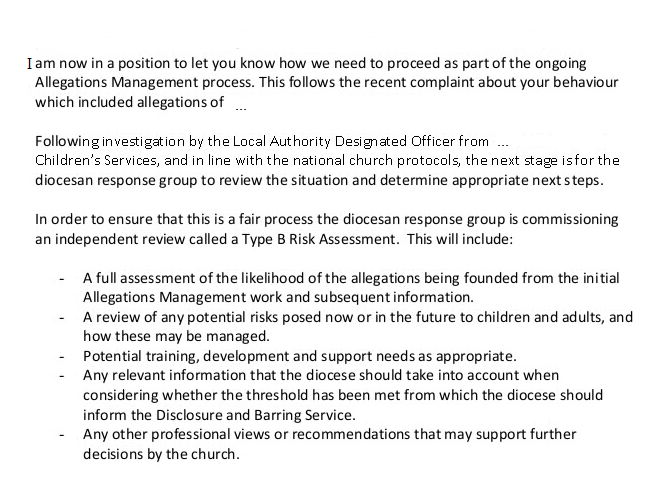 I am now in a position to let you know how we need to proceed as part of the ongoing
Allegations Management process. This follows the recent complaint about your behaviour
which included allegations of ...
Following investigation by the Local Authority Designated Officer from ...
Children's Services, and in line with the national church protocols, the next stage is for the
diocesan response group to review the situation and determine appropriate next steps.
In order to ensure that this is a fair process the diocesan response group is commissioning
an independent review called a Type B Risk Assessment. This will include:
- A full assessment of the likelihood of the allegations being founded from the initial
Allegations Management work and subsequent information.
- A review of any potential risks posed now or in the future to children and adults, and
how these may be managed.
- Potential training, development and support needs as appropriate.
- Any relevant information that the diocese should take into account when
considering whether the threshold has been met from which the diocese should
inform the Disclosure and Barring Service.
- Any other professional views or recommendations that may support further
decisions by the church.